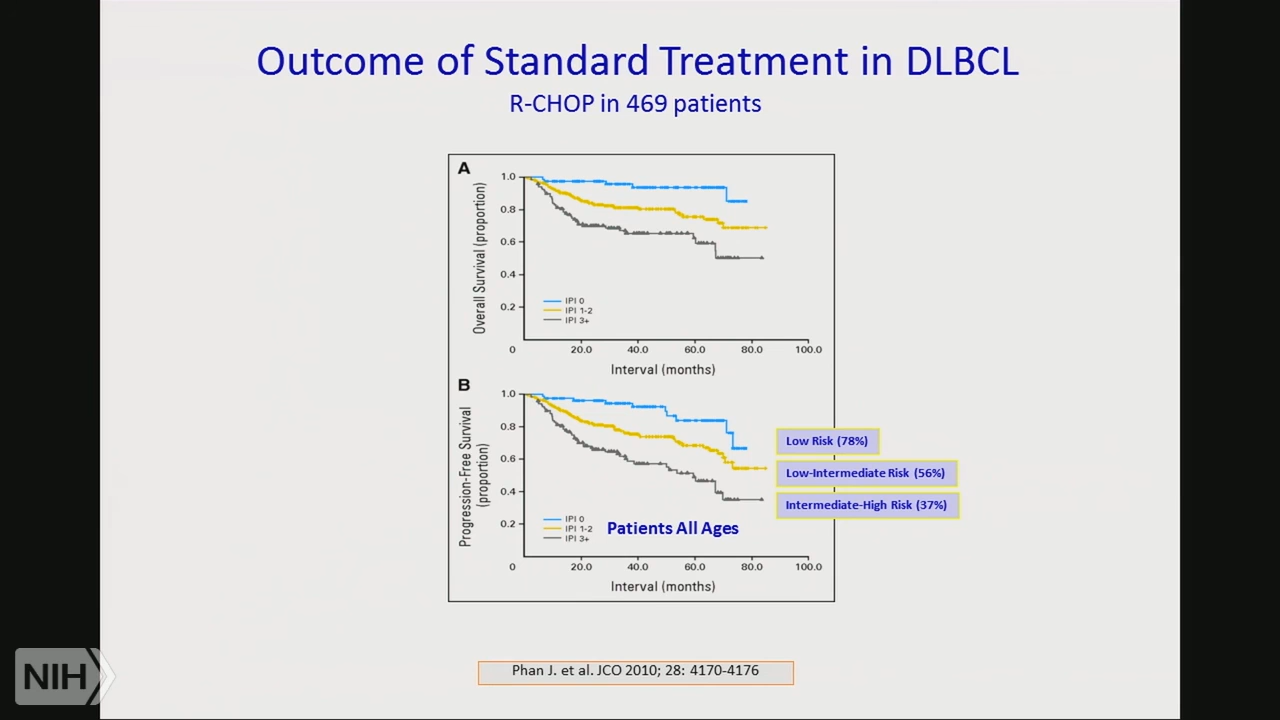 Outcome of Standard Treatment in DLBCL
R-CHOP in 469 patients
A
Overall Survival (proportion)
1.0
0.8
0.6
0.4
0.2
0
IPI 0
IPI 1-2
IPI 3+
20.0 40.0 60.0 80.0 100.0
Interval (months)
B
Progression-Free Survival
(proportion)
1.0
0.8
0.6
0.4
0.2
0
IPI 0
IPI 1-2
IPI 3+
Patients All Ages
20.0 40.0 60.0 80.0 100.0
Interval (months)
Low Risk (78%)
Low-Intermediate Risk (56%)
Intermediate-High Risk (37%)
Phan J. et al. JCO 2010; 28: 4170-4176
NIH